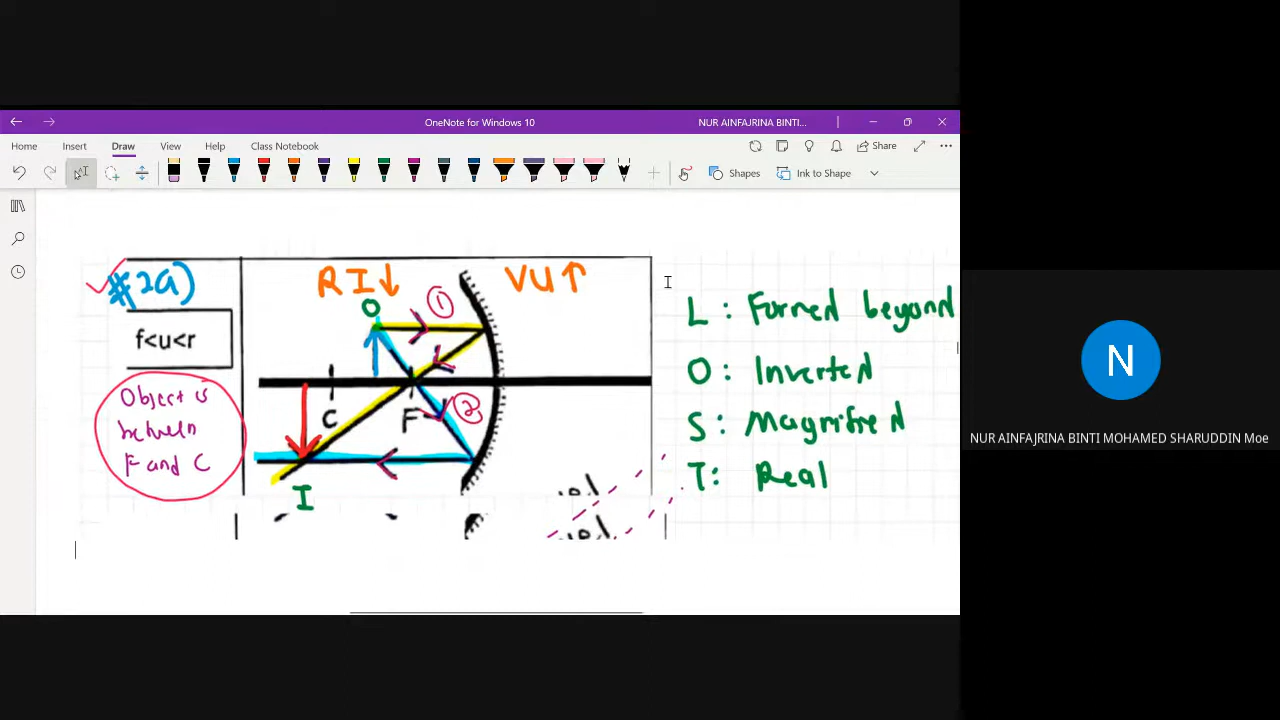 OneNote for Windows 10
NUR AINFAJRINA BINTI...
Home Insert Draw View Help Class Notebook
Share
Shapes
Ink to Shape
#2a)
RI↓
VU↑
O
1
f<u<r
Object is
between
F and C
C
F
2
I
L: Formed beyond
O: Inverted
S: Magnified
T: Real
N
NUR AINFAJRINA BINTI MOHAMED SHARUDDIN Moe